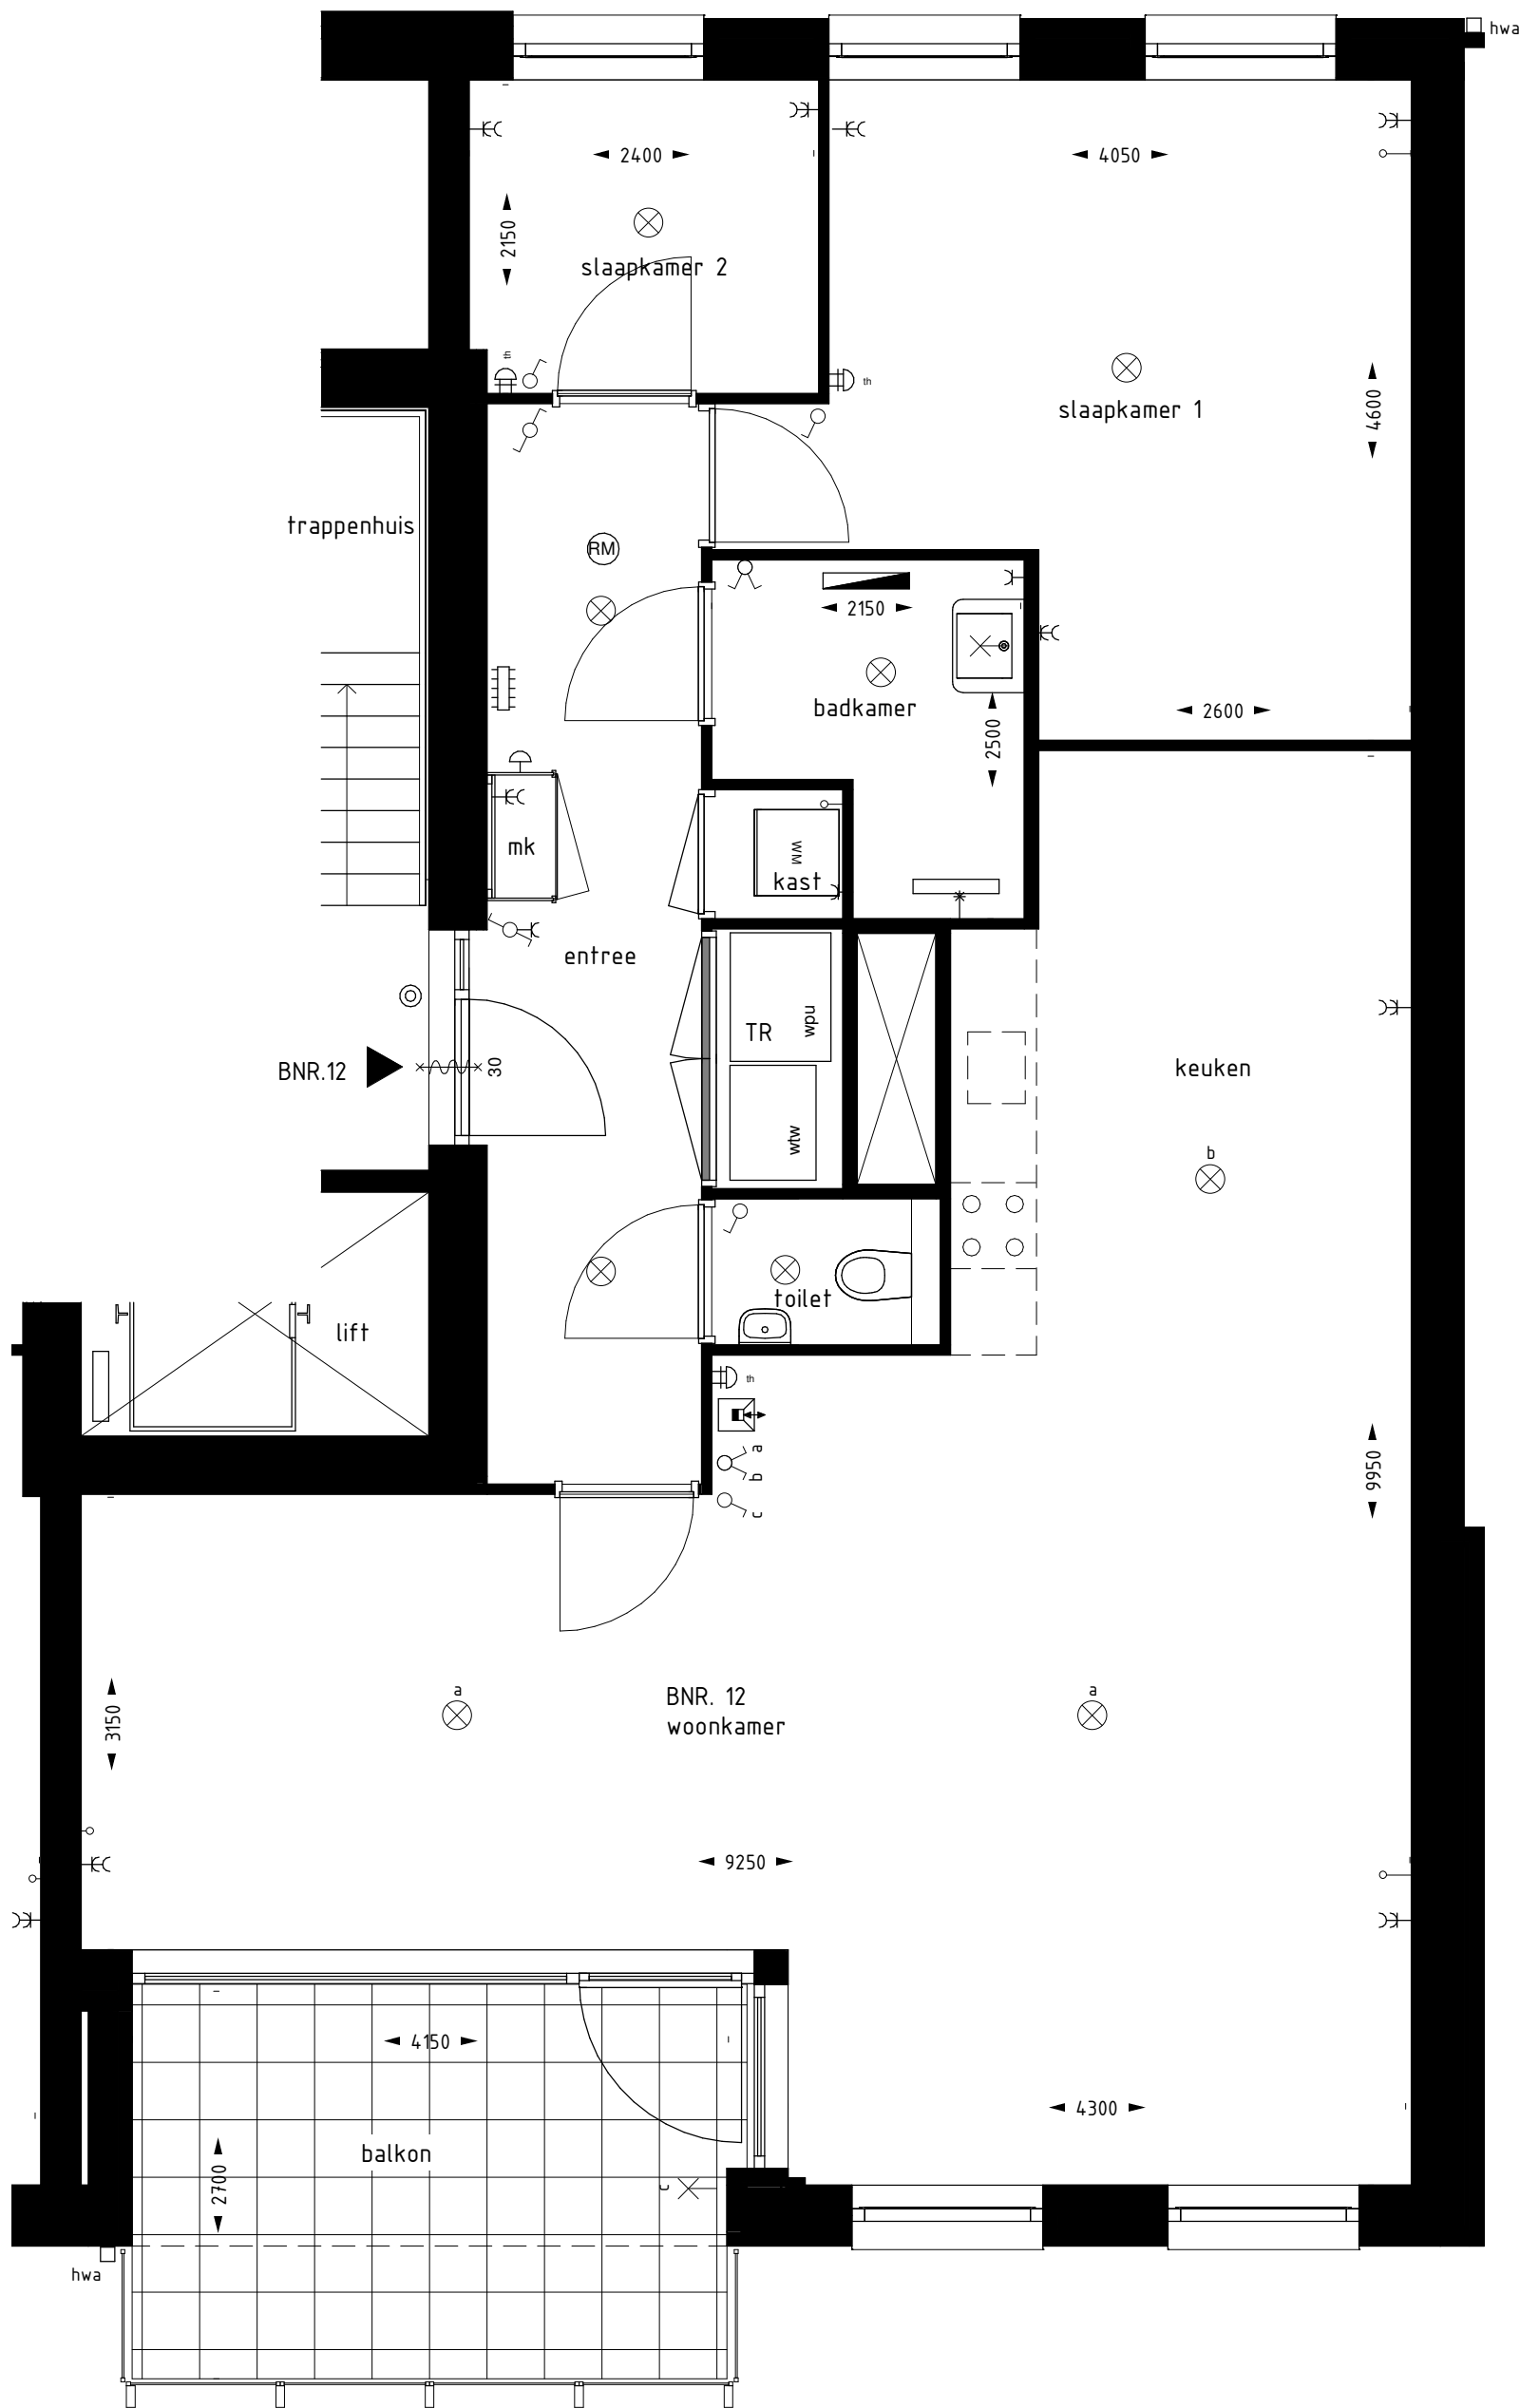 hwa
2400
4050
2150
slaapkamer 2
th
th
slaapkamer 1
4600
trappenhuis
RM
2150
badkamer
2600
2500
mk
WM
kast
entree
TR
wpu
keuken
BNR.12
30
wtw
b
toilet
lift
th
a
b
c
9950
a
a
BNR. 12
woonkamer
3150
9250
4150
4300
balkon
2700
c
hwa